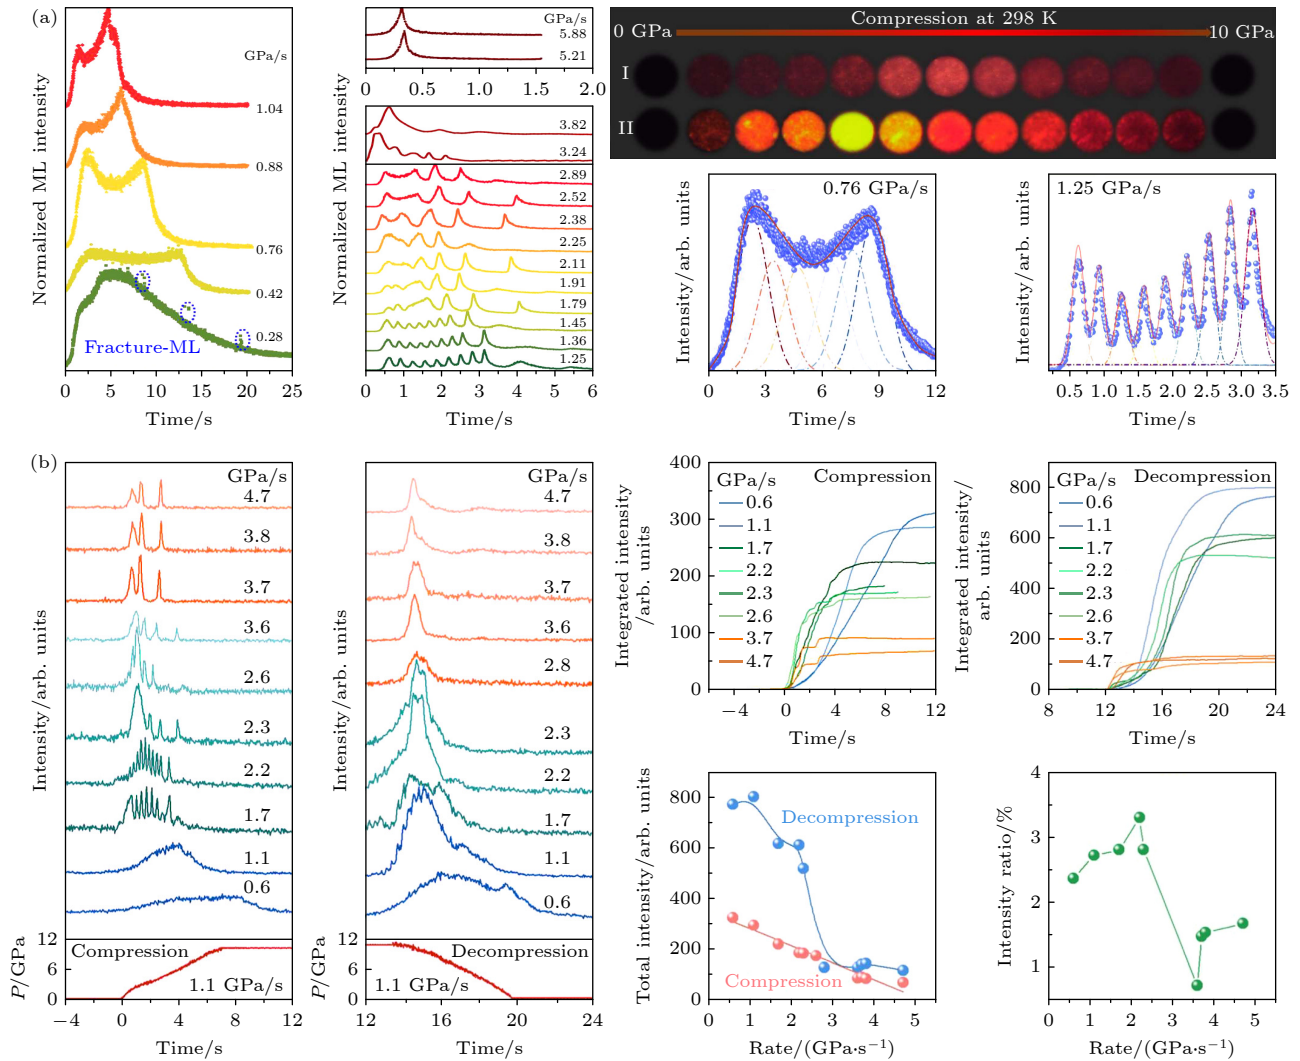 (a)
GPa/s
1.04
0.88
0.76
0.42
0.28
Fracture-ML
Normalized ML intensity
0 5 10 15 20 25
Time/s
GPa/s
5.88
5.21
0 0.5 1.0 1.5 2.0
3.82
3.24
2.89
2.52
2.38
2.25
2.11
1.91
1.79
1.45
1.36
1.25
Normalized ML intensity
0 1 2 3 4 5 6
Time/s
Compression at 298 K
0 GPa
10 GPa
I
II
0.76 GPa/s
Intensity/arb. units
0 3 6 9 12
Time/s
1.25 GPa/s
Intensity/arb. units
0.5 1.0 1.5 2.0 2.5 3.0 3.5
Time/s
(b)
GPa/s
4.7
3.8
3.7
3.6
2.6
2.3
2.2
1.7
1.1
0.6
Intensity/arb. units
12
6
0
P/GPa
Compression
1.1 GPa/s
−4 0 4 8 12
Time/s
GPa/s
4.7
3.8
3.7
3.6
2.8
2.3
2.2
1.7
1.1
0.6
Intensity/arb. units
12
6
0
P/GPa
Decompression
1.1 GPa/s
12 16 20 24
Time/s
400
300
200
100
0
Integrated intensity
/arb. units
GPa/s
Compression
0.6
1.1
1.7
2.2
2.3
2.6
3.7
4.7
−4 0 4 8 12
Time/s
800
600
400
200
0
Integrated intensity/
arb. units
GPa/s
Decompression
0.6
1.1
1.7
2.2
2.3
2.6
3.7
4.7
8 12 16 20 24
Time/s
800
600
400
200
0
Total intensity/arb. units
Decompression
Compression
0 1 2 3 4 5
Rate/(GPa·s⁻¹)
4
3
2
1
Intensity ratio/%
0 1 2 3 4 5
Rate/(GPa·s⁻¹)